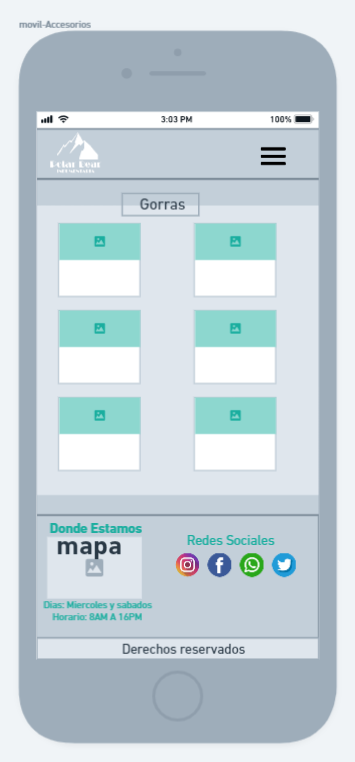 movil-Accesorios
3:03 PM
100%
Polar Bear
Gorras
Donde Estamos
mapa
Dias: Miercoles y sabados
Horario: 8AM A 16PM
Redes Sociales
Derechos reservados